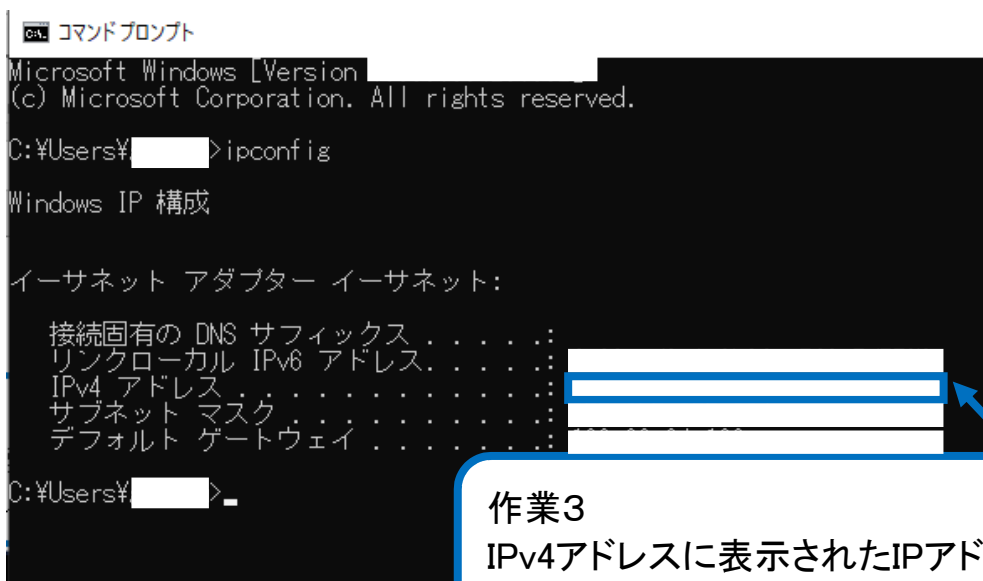 コマンド プロンプト
Microsoft Windows [Version
(c) Microsoft Corporation. All rights reserved.
C:¥Users¥ >ipconfig
Windows IP 構成
イーサネット アダプター イーサネット:
接続固有の DNS サフィックス . . . . .:
リンクローカル IPv6 アドレス. . . . .:
IPv4 アドレス . . . . . . . . . . . .:
サブネット マスク . . . . . . . . . .:
デフォルト ゲートウェイ . . . . . . .:
C:¥Users¥ >
作業3
IPv4アドレスに表示されたIPアド